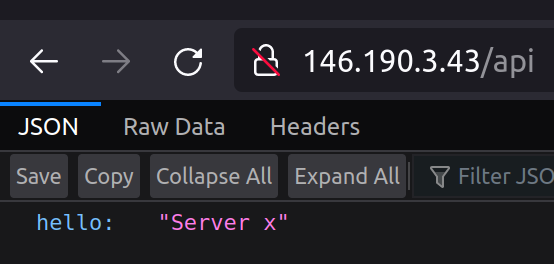 146.190.3.43/api
JSON Raw Data Headers
Save Copy Collapse All Expand All Filter JSO
hello: "Server x"